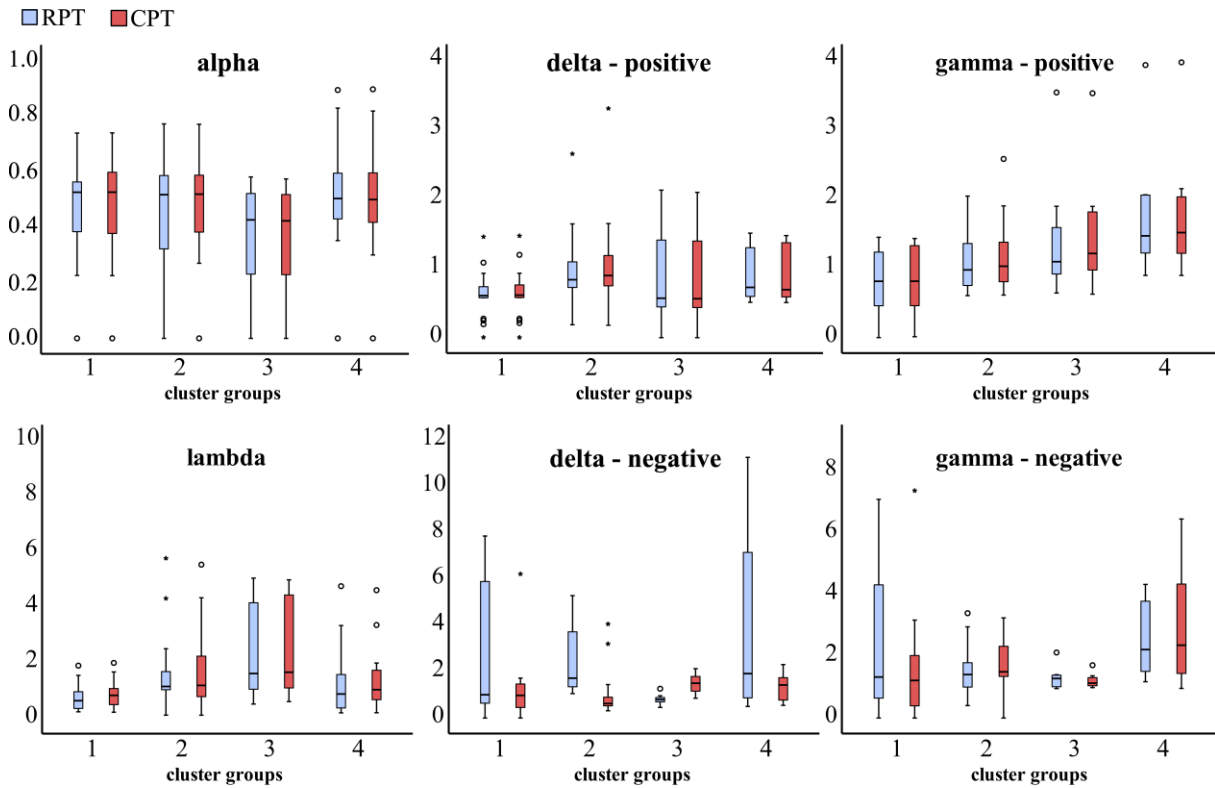 RPT CPT
alpha
1.0
0.8
0.6
0.4
0.2
0.0
1 2 3 4
cluster groups
delta - positive
4
3
2
1
0
1 2 3 4
cluster groups
gamma - positive
4
3
2
1
0
1 2 3 4
cluster groups
lambda
10
8
6
4
2
0
1 2 3 4
cluster groups
delta - negative
12
10
8
6
4
2
0
1 2 3 4
cluster groups
gamma - negative
8
6
4
2
0
1 2 3 4
cluster groups